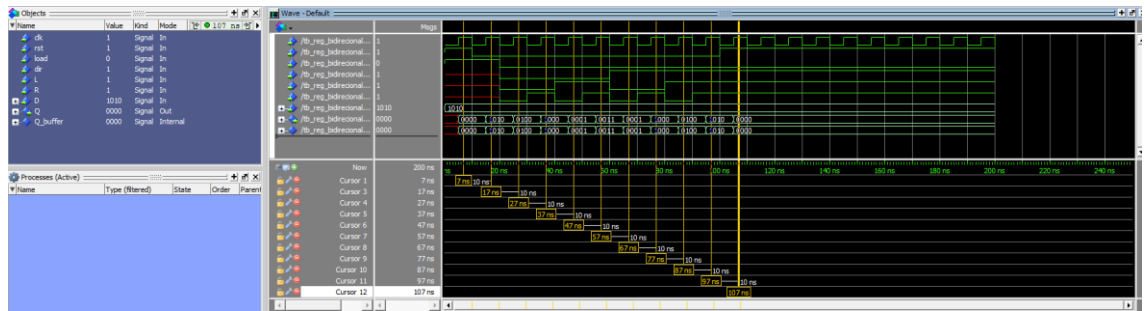 Objects
Name Value Kind Mode 107 ns
clk 1 Signal In
rst 1 Signal In
load 0 Signal In
dir 1 Signal In
L 1 Signal In
R 1 Signal In
D 1010 Signal In
Q 0000 Signal Out
Q_buffer 0000 Signal Internal
Processes (Active)
Name Type (filtered) State Order Parent
Wave - Default
Msgs
/tb_reg_bidirecional... 1
/tb_reg_bidirecional... 1
/tb_reg_bidirecional... 0
/tb_reg_bidirecional... 1
/tb_reg_bidirecional... 1
/tb_reg_bidirecional... 1
/tb_reg_bidirecional... 1010 1010
/tb_reg_bidirecional... 0000 0000 1010 0100 1000 0001 0011 0001 1000 0100 1010 0000
/tb_reg_bidirecional... 0000 0000 1010 0100 1000 0001 0011 0001 1000 0100 1010 0000
Now 200 ns ns 20 ns 40 ns 60 ns 80 ns 100 ns 120 ns 140 ns 160 ns 180 ns 200 ns 220 ns 240 ns
Cursor 1 7 ns 7 ns 10 ns
Cursor 3 17 ns 17 ns 10 ns
Cursor 4 27 ns 27 ns 10 ns
Cursor 5 37 ns 37 ns 10 ns
Cursor 6 47 ns 47 ns 10 ns
Cursor 7 57 ns 57 ns 10 ns
Cursor 8 67 ns 67 ns 10 ns
Cursor 9 77 ns 77 ns 10 ns
Cursor 10 87 ns 87 ns 10 ns
Cursor 11 97 ns 97 ns 10 ns
Cursor 12 107 ns 107 ns